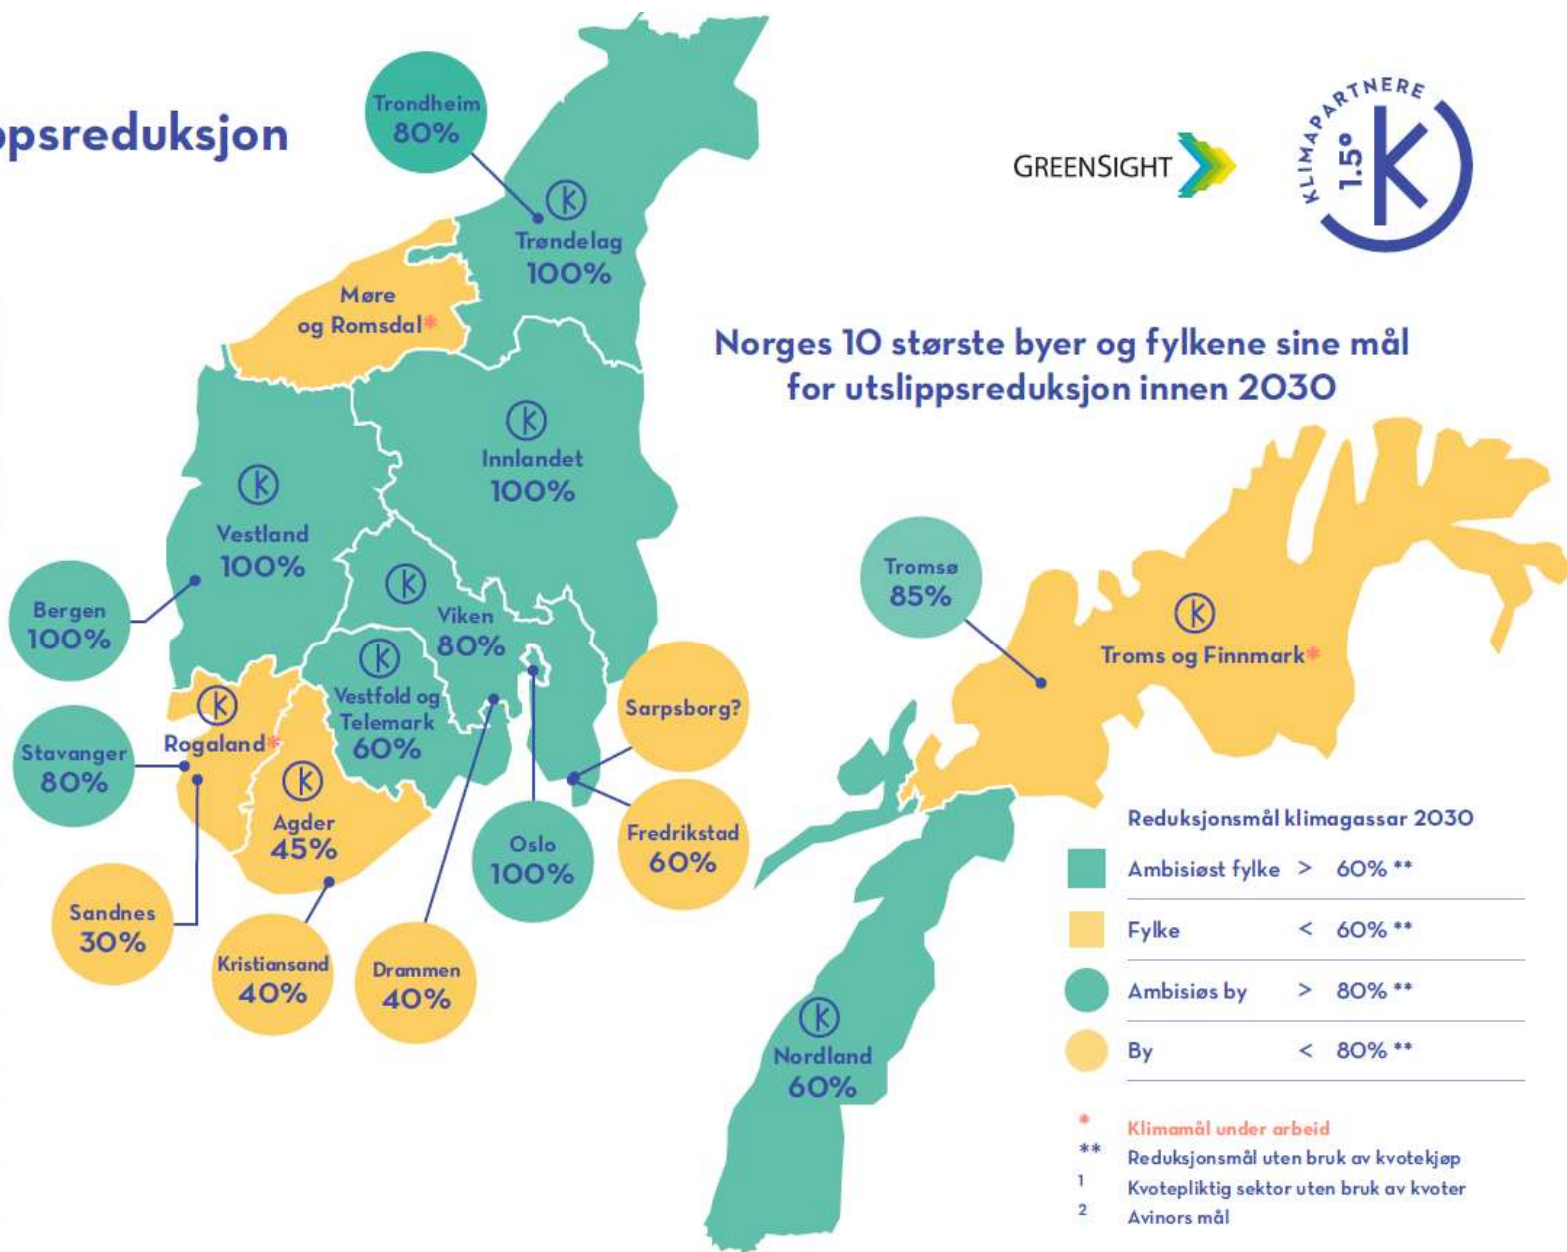 ppsreduksjon
Trondheim
80%
GREENSIGHT
KLIMAPARTNERE
1.5°
K
Trøndelag
100%
Møre
og Romsdal*
Norges 10 største byer og fylkene sine mål
for utslippsreduksjon innen 2030
Innlandet
100%
Vestland
100%
Bergen
100%
Viken
80%
Tromsø
85%
Troms og Finnmark*
Vestfold og
Telemark
60%
Sarpsborg?
Rogaland*
Stavanger
80%
Agder
45%
Oslo
100%
Fredrikstad
60%
Sandnes
30%
Kristiansand
40%
Drammen
40%
Nordland
60%
Reduksjonsmål klimagassar 2030
Ambisiøst fylke > 60% **
Fylke < 60% **
Ambisiøs by > 80% **
By < 80% **
* Klimamål under arbeid
** Reduksjonsmål uten bruk av kvotekjøp
1 Kvotepliktig sektor uten bruk av kvoter
2 Avinors mål